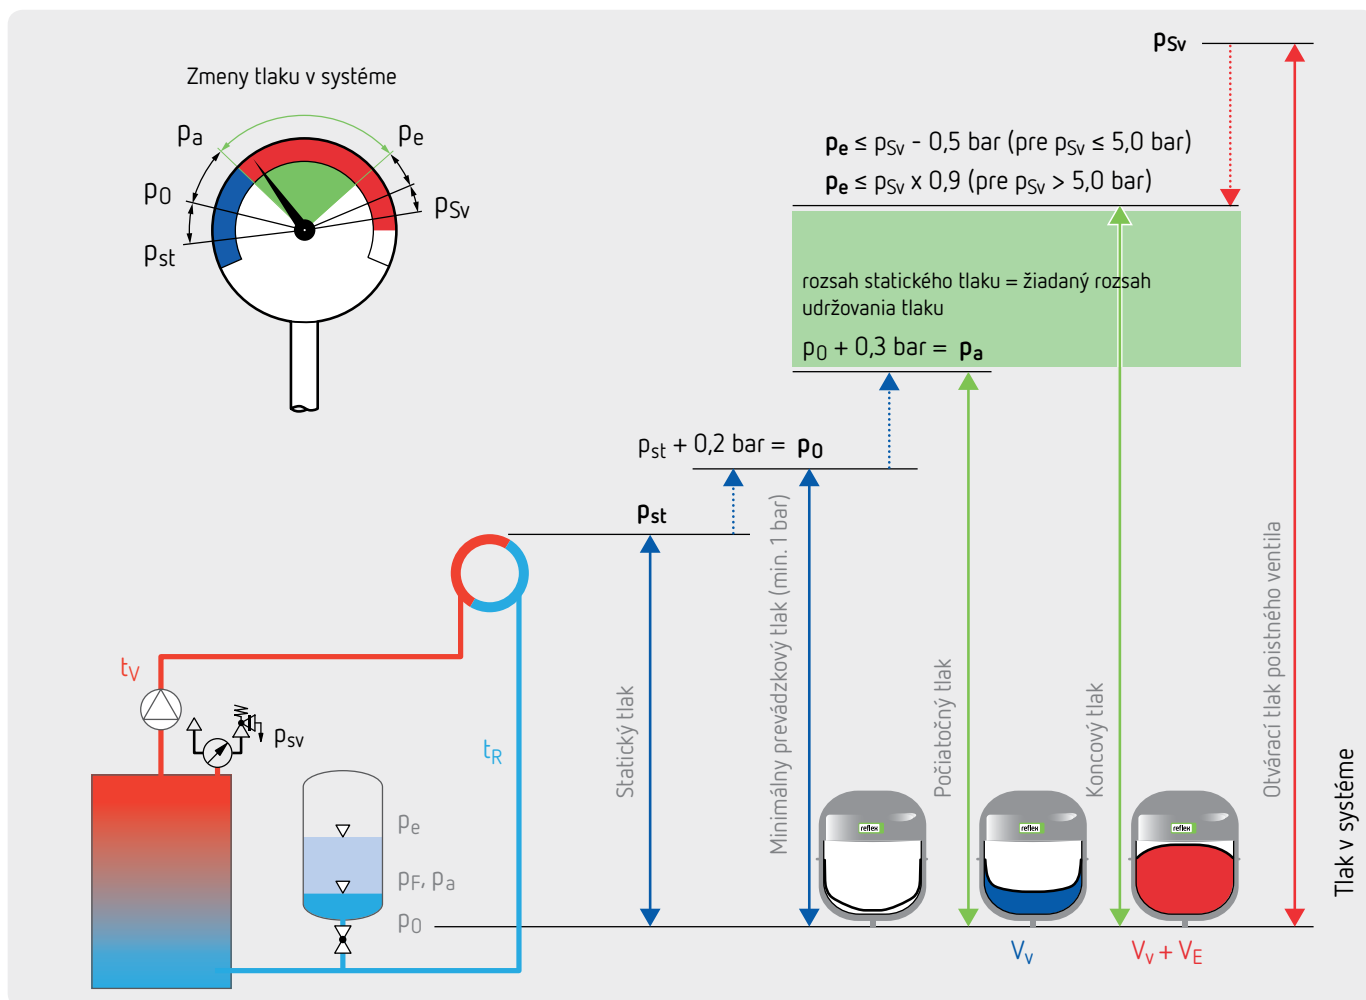 Zmeny tlaku v systéme
pa
pe
p0
pSv
pst
pSv
pe ≤ pSv - 0,5 bar (pre pSv ≤ 5,0 bar)
pe ≤ pSv x 0,9 (pre pSv > 5,0 bar)
rozsah statického tlaku = žiadaný rozsah
udržovania tlaku
p0 + 0,3 bar = pa
pst + 0,2 bar = p0
pst
tV
psv
tR
pe
pF, pa
p0
Statický tlak
Minimálny prevádzkový tlak (min. 1 bar)
Počiatočný tlak
Koncový tlak
Otvárací tlak poistného ventila
Tlak v systéme
reflex
reflex
reflex
Vv
Vv + VE